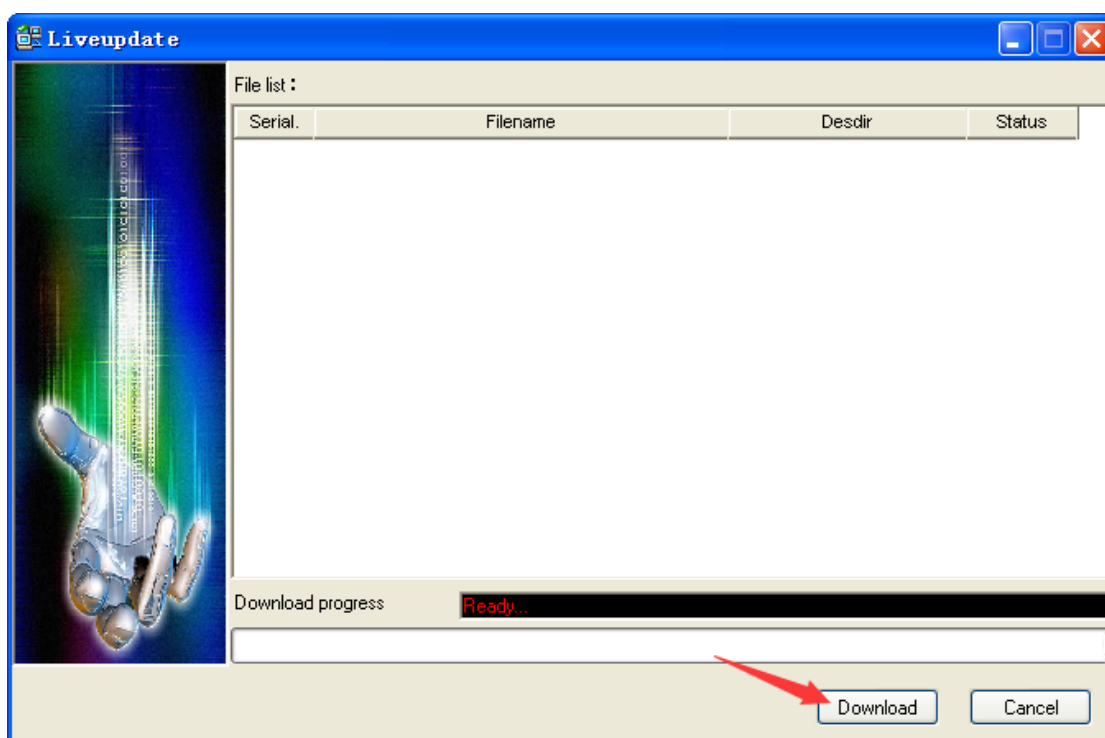 Liveupdate
File list：
Serial. Filename Desdir Status
Download progress Ready...
Download Cancel